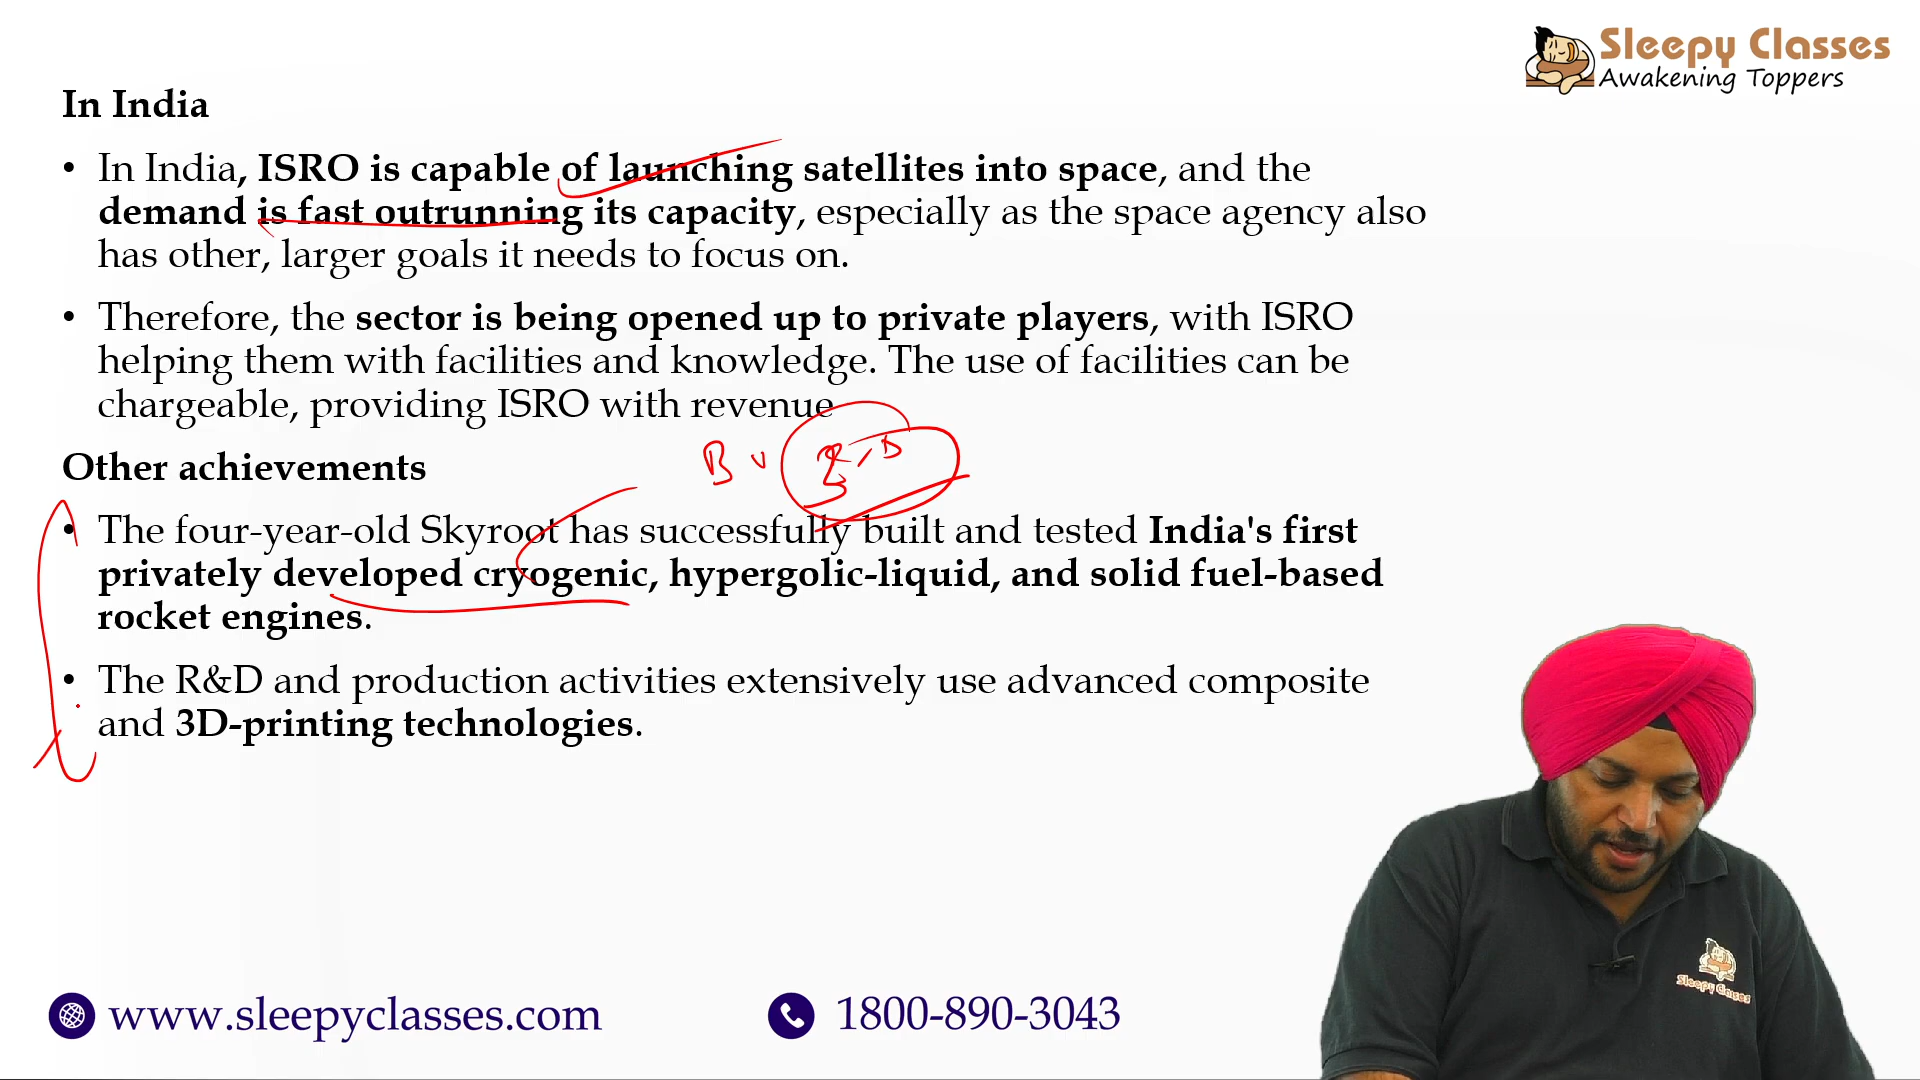 Sleepy Classes
Awakening Toppers
In India
• In India, ISRO is capable of launching satellites into space, and the
demand is fast outrunning its capacity, especially as the space agency also
has other, larger goals it needs to focus on.
• Therefore, the sector is being opened up to private players, with ISRO
helping them with facilities and knowledge. The use of facilities can be
chargeable, providing ISRO with revenue
Other achievements
• The four-year-old Skyroot has successfully built and tested India's first
privately developed cryogenic, hypergolic-liquid, and solid fuel-based
rocket engines.
• The R&D and production activities extensively use advanced composite
and 3D-printing technologies.
Sleepy Classes
www.sleepyclasses.com
1800-890-3043